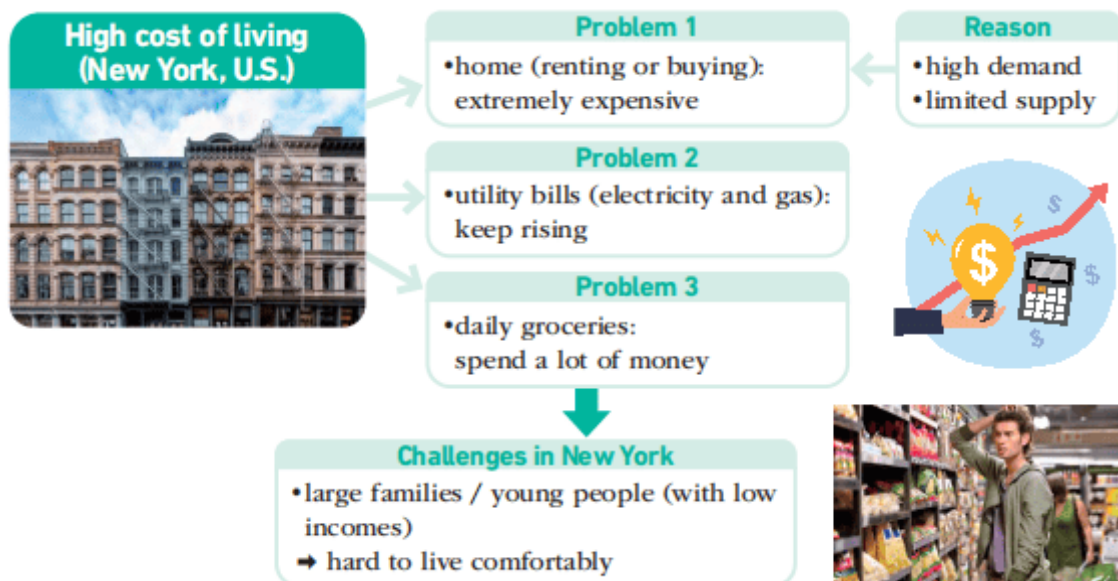 High cost of living
(New York, U.S.)
Problem 1
•home (renting or buying):
extremely expensive
Reason
•high demand
•limited supply
Problem 2
•utility bills (electricity and gas):
keep rising
$
$
$
$
Problem 3
•daily groceries:
spend a lot of money
Challenges in New York
•large families / young people (with low
incomes)
➡ hard to live comfortably